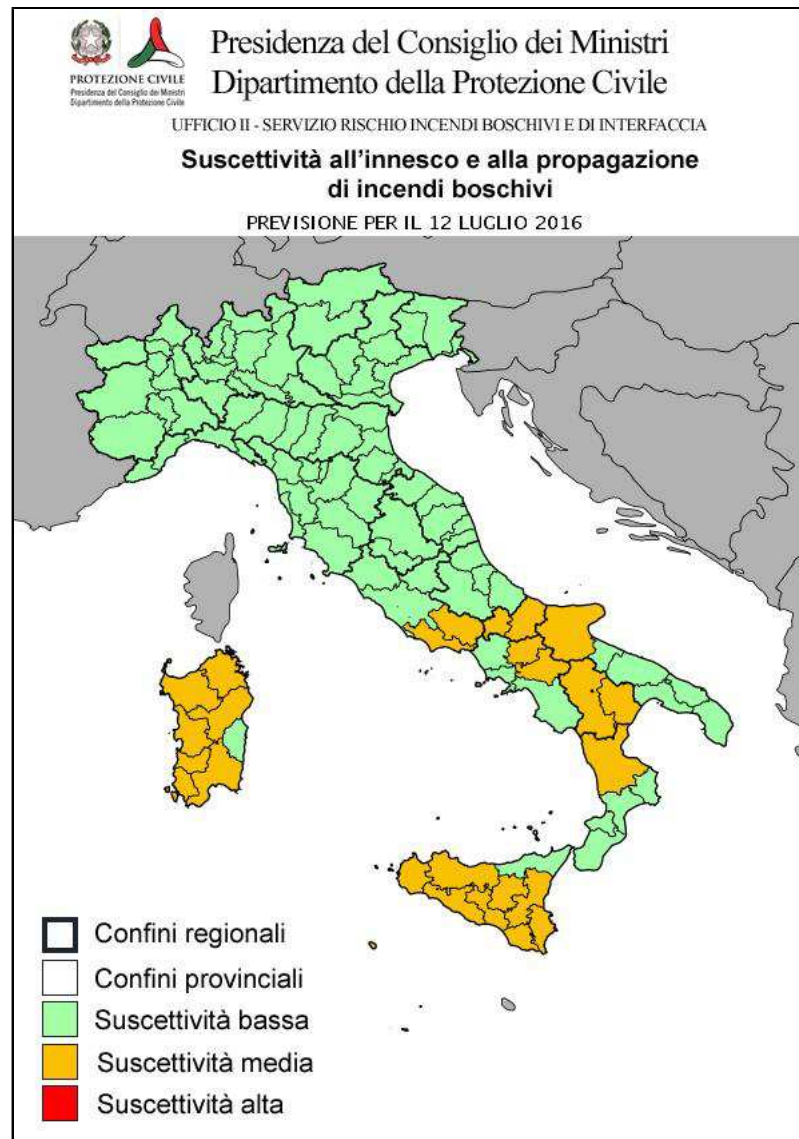 PROTEZIONE CIVILE
Presidenza del Consiglio dei Ministri
Dipartimento della Protezione Civile
Presidenza del Consiglio dei Ministri
Dipartimento della Protezione Civile
UFFICIO II - SERVIZIO RISCHIO INCENDI BOSCHIVI E DI INTERFACCIA
Suscettività all'innesco e alla propagazione
di incendi boschivi
PREVISIONE PER IL 12 LUGLIO 2016
Confini regionali
Confini provinciali
Suscettività bassa
Suscettività media
Suscettività alta